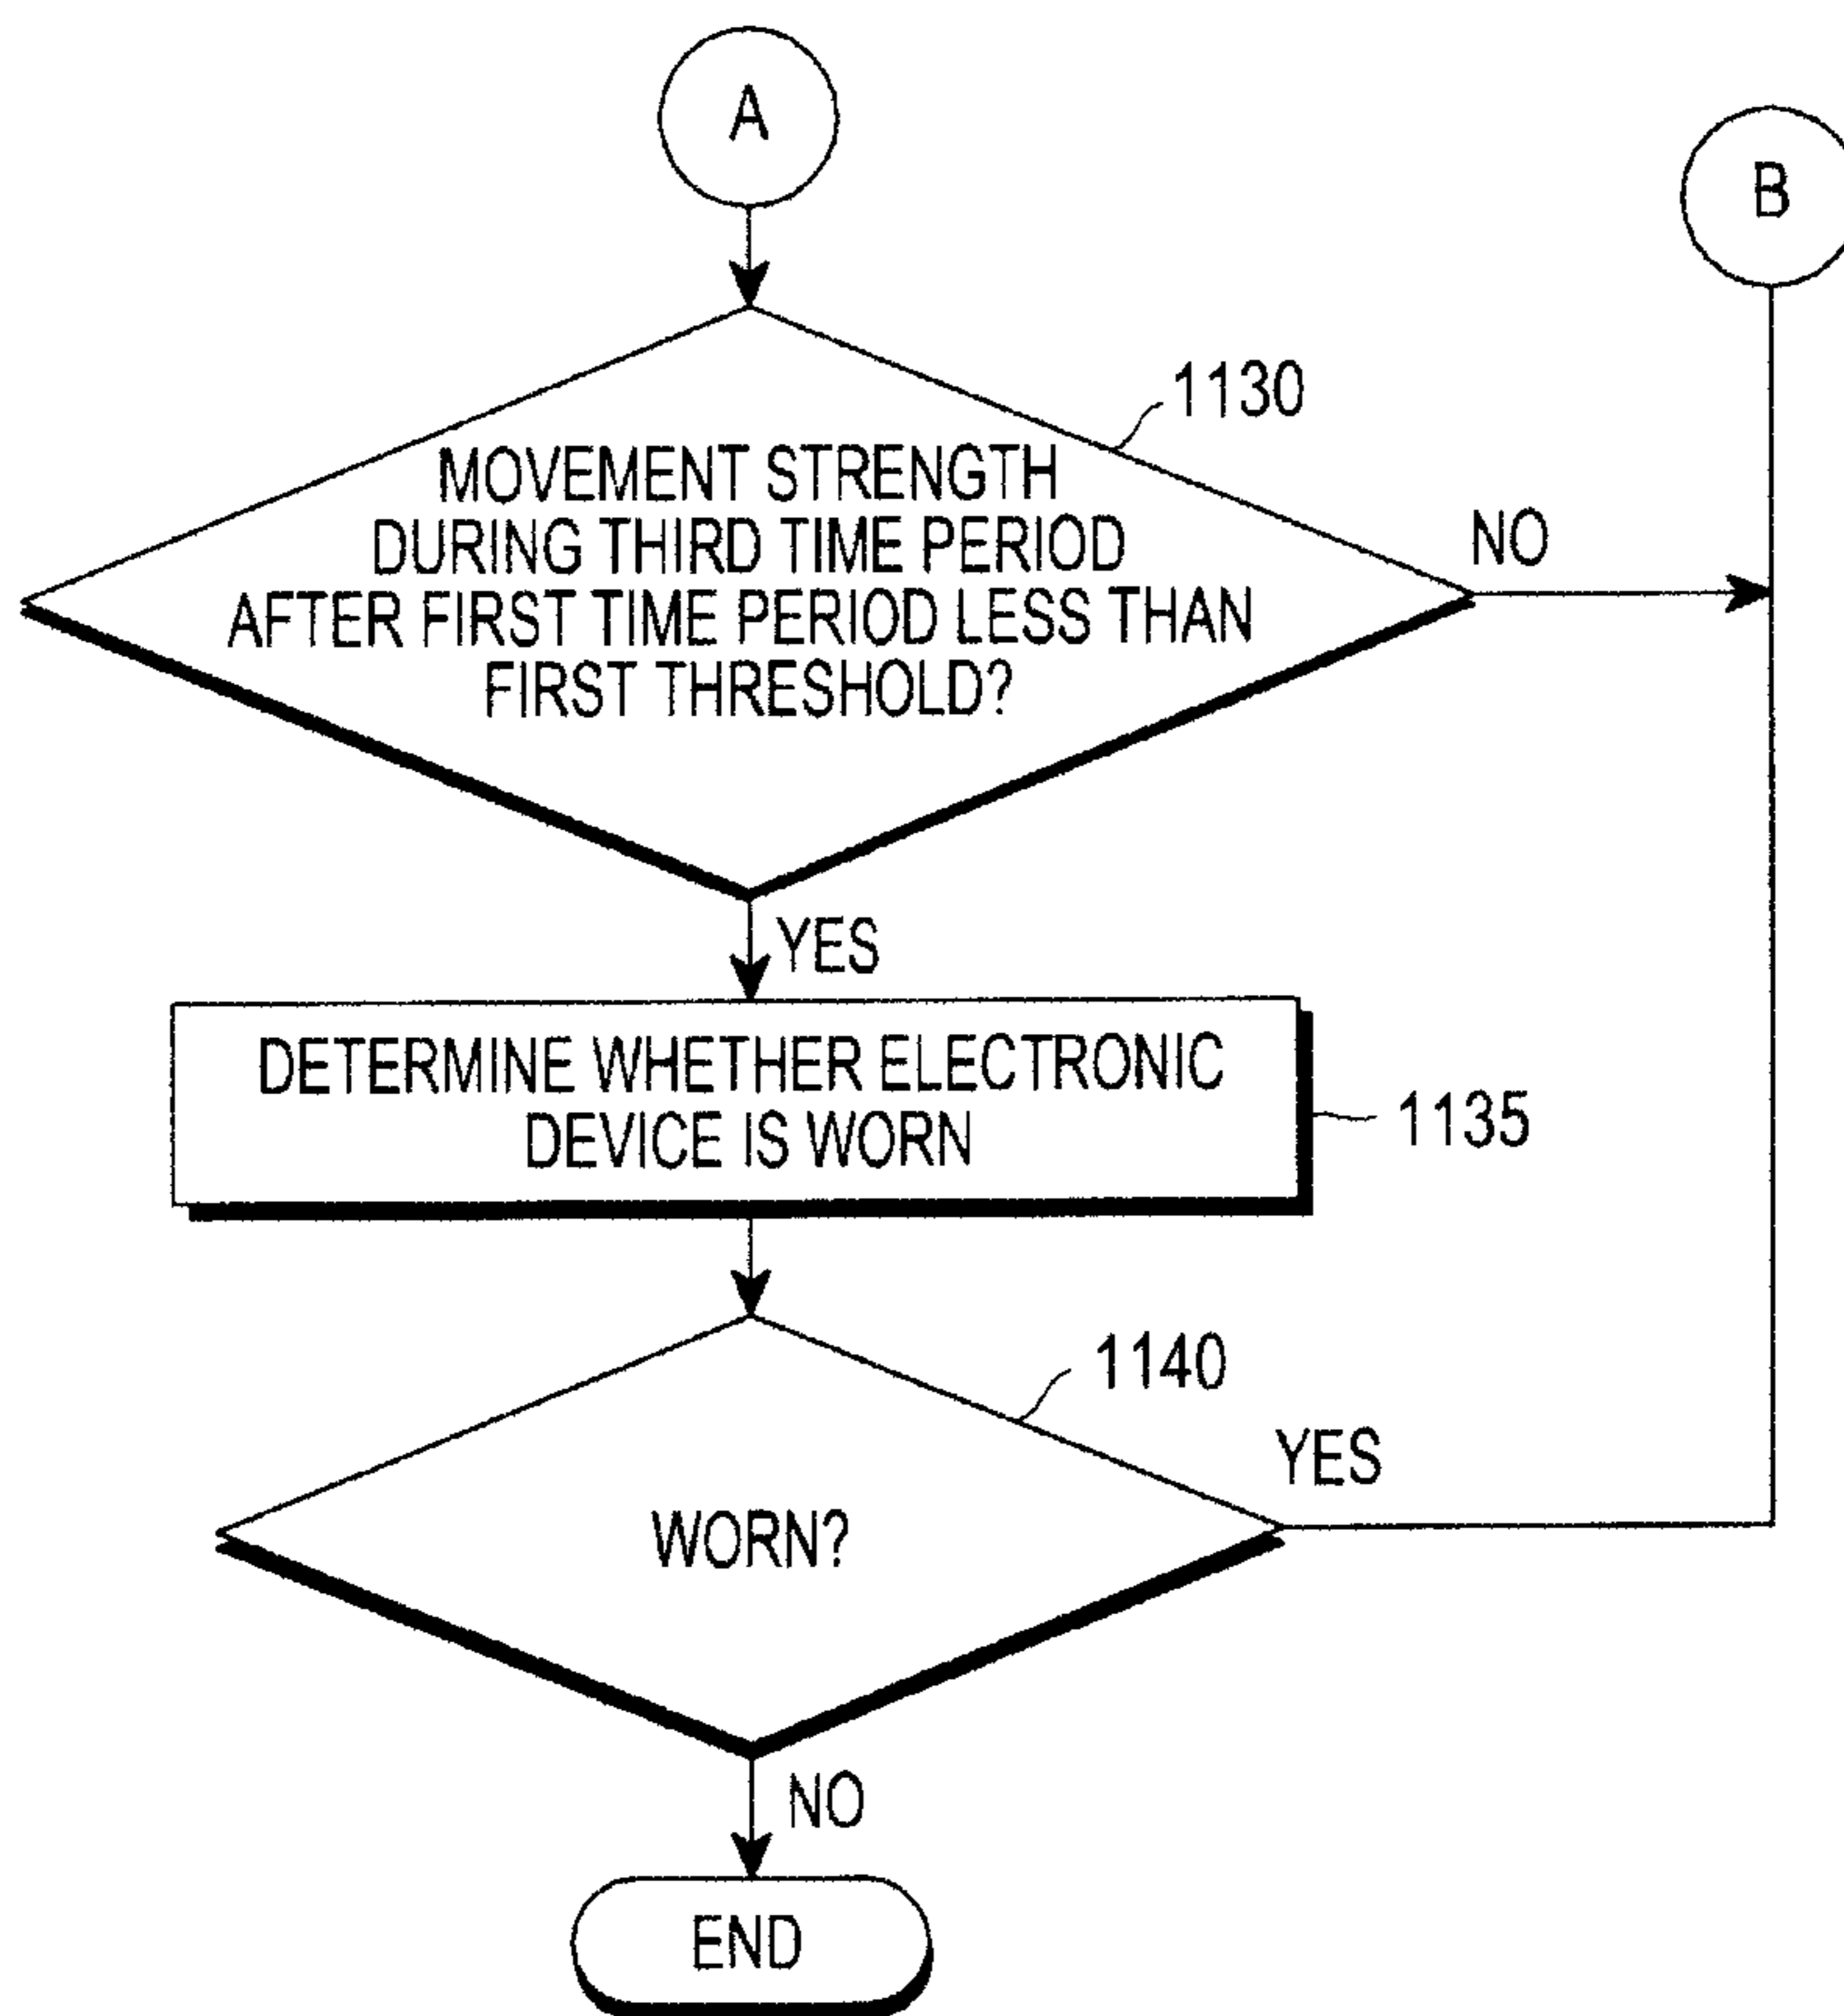 A
B
1130
MOVEMENT STRENGTH
DURING THIRD TIME PERIOD
AFTER FIRST TIME PERIOD LESS THAN
FIRST THRESHOLD?
NO
YES
DETERMINE WHETHER ELECTRONIC
DEVICE IS WORN
1135
1140
YES
WORN?
NO
END